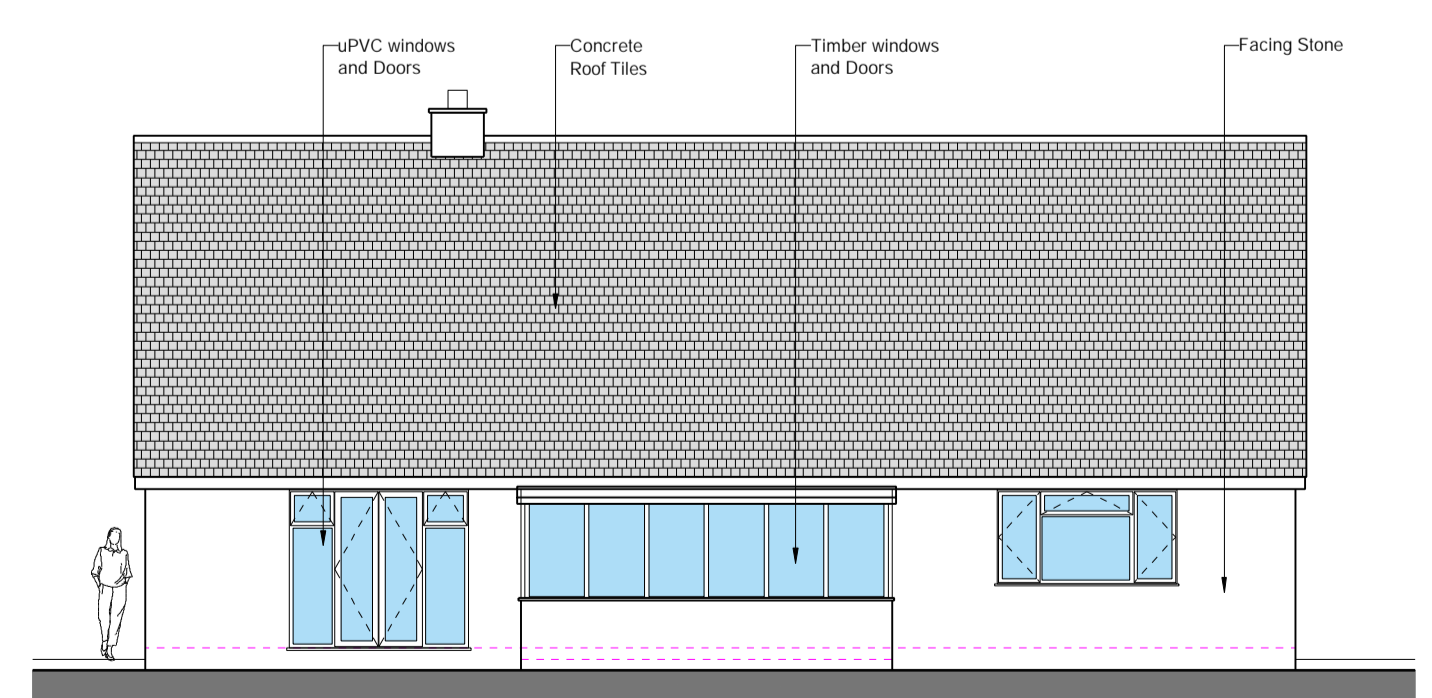 uPVC windows
and Doors
Concrete
Roof Tiles
Timber windows
and Doors
Facing Stone